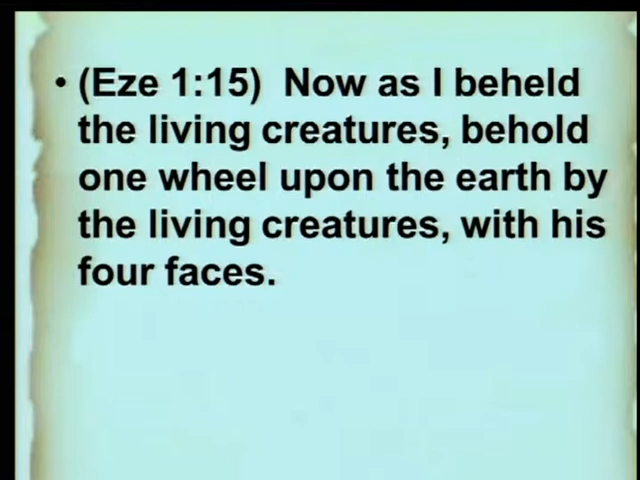 • (Eze 1:15)  Now as I beheld
the living creatures, behold
one wheel upon the earth by
the living creatures, with his
four faces.